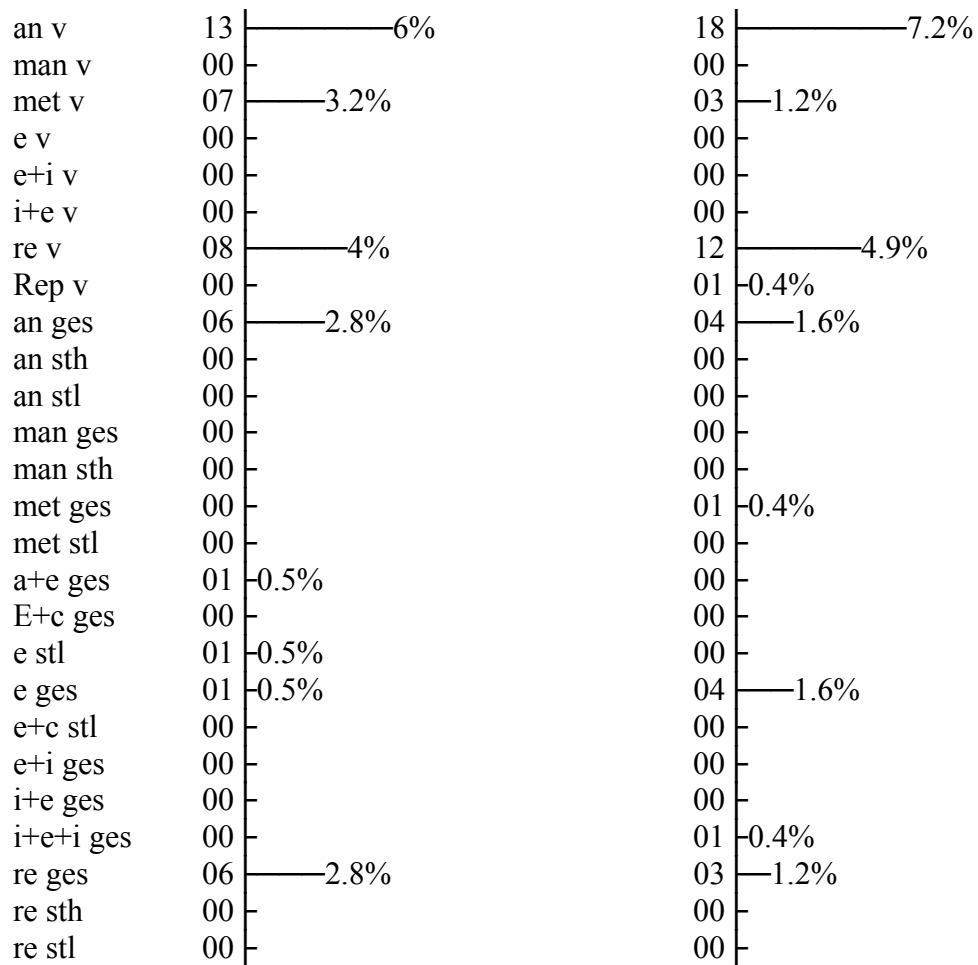 an v 13 6% 18 7.2%
man v 00 00
met v 07 3.2% 03 1.2%
e v 00 00
e+i v 00 00
i+e v 00 00
re v 08 4% 12 4.9%
Rep v 00 01 0.4%
an ges 06 2.8% 04 1.6%
an sth 00 00
an stl 00 00
man ges 00 00
man sth 00 00
met ges 00 01 0.4%
met stl 00 00
a+e ges 01 0.5% 00
E+c ges 00 00
e stl 01 0.5% 00
e ges 01 0.5% 04 1.6%
e+c stl 00 00
e+i ges 00 00
i+e ges 00 00
i+e+i ges 00 01 0.4%
re ges 06 2.8% 03 1.2%
re sth 00 00
re stl 00 00